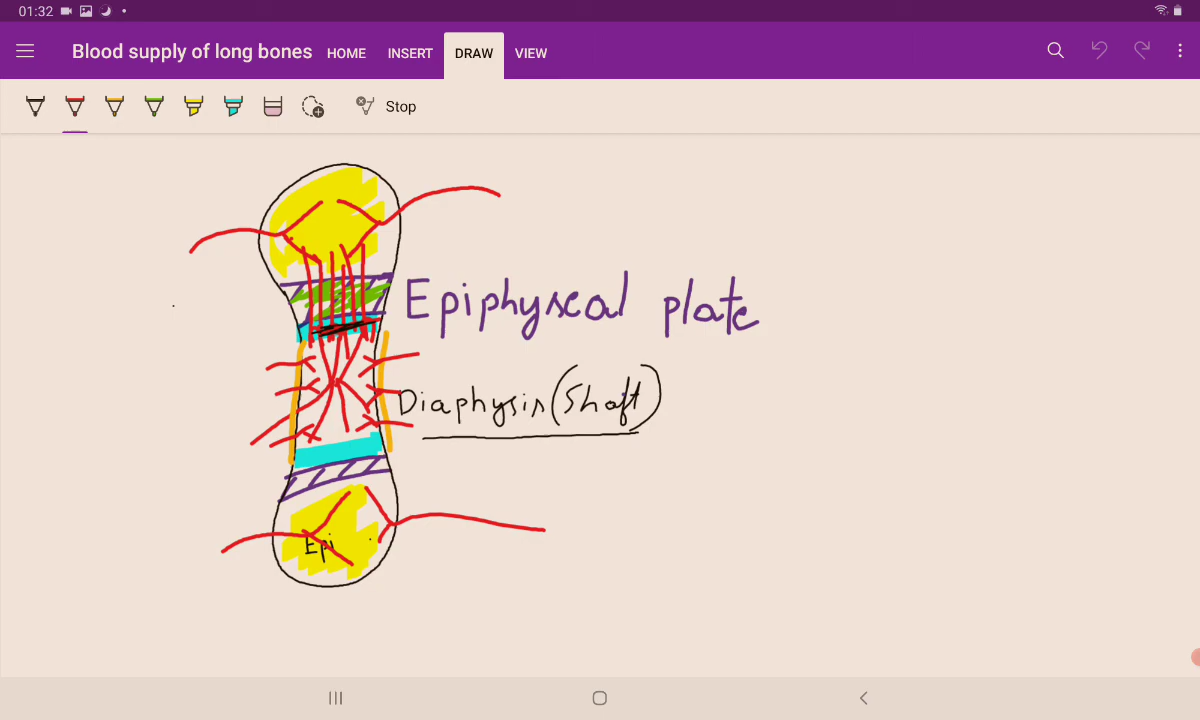 01:32
Blood supply of long bones HOME INSERT DRAW VIEW
Stop
Epiphyseal plate
Diaphysis (Shaft)
Epi